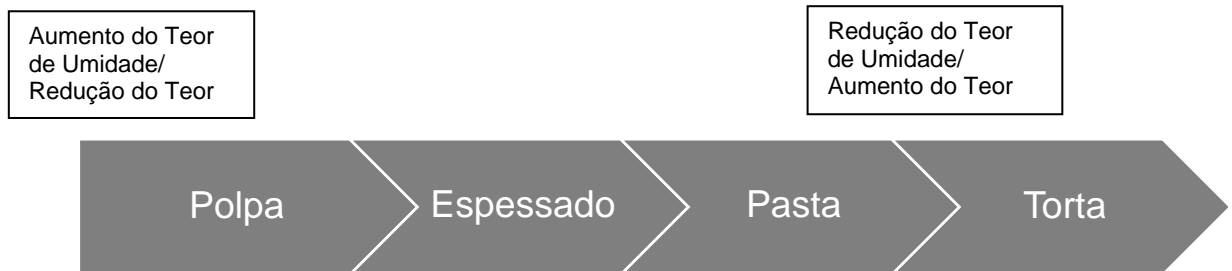 Aumento do Teor
de Umidade/
Redução do Teor
Redução do Teor
de Umidade/
Aumento do Teor
Polpa
Espessado
Pasta
Torta